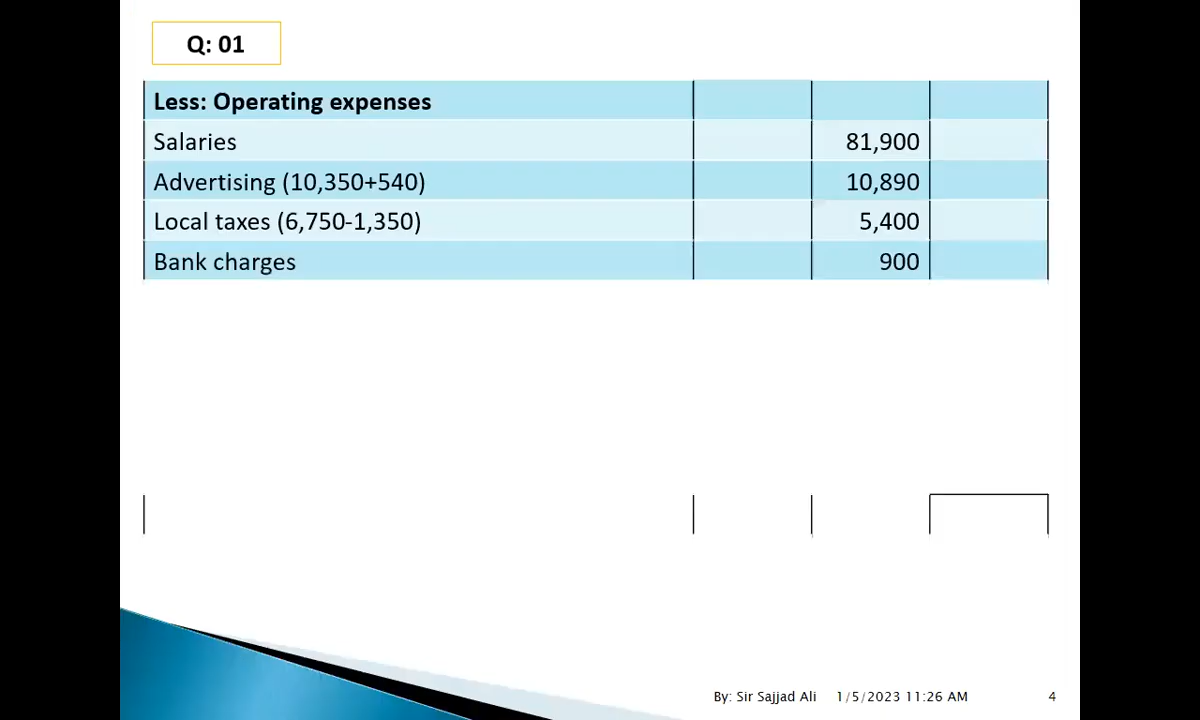 Q: 01
Less: Operating expenses
Salaries 81,900
Advertising (10,350+540) 10,890
Local taxes (6,750-1,350) 5,400
Bank charges 900
By: Sir Sajjad Ali 1/5/2023 11:26 AM 4